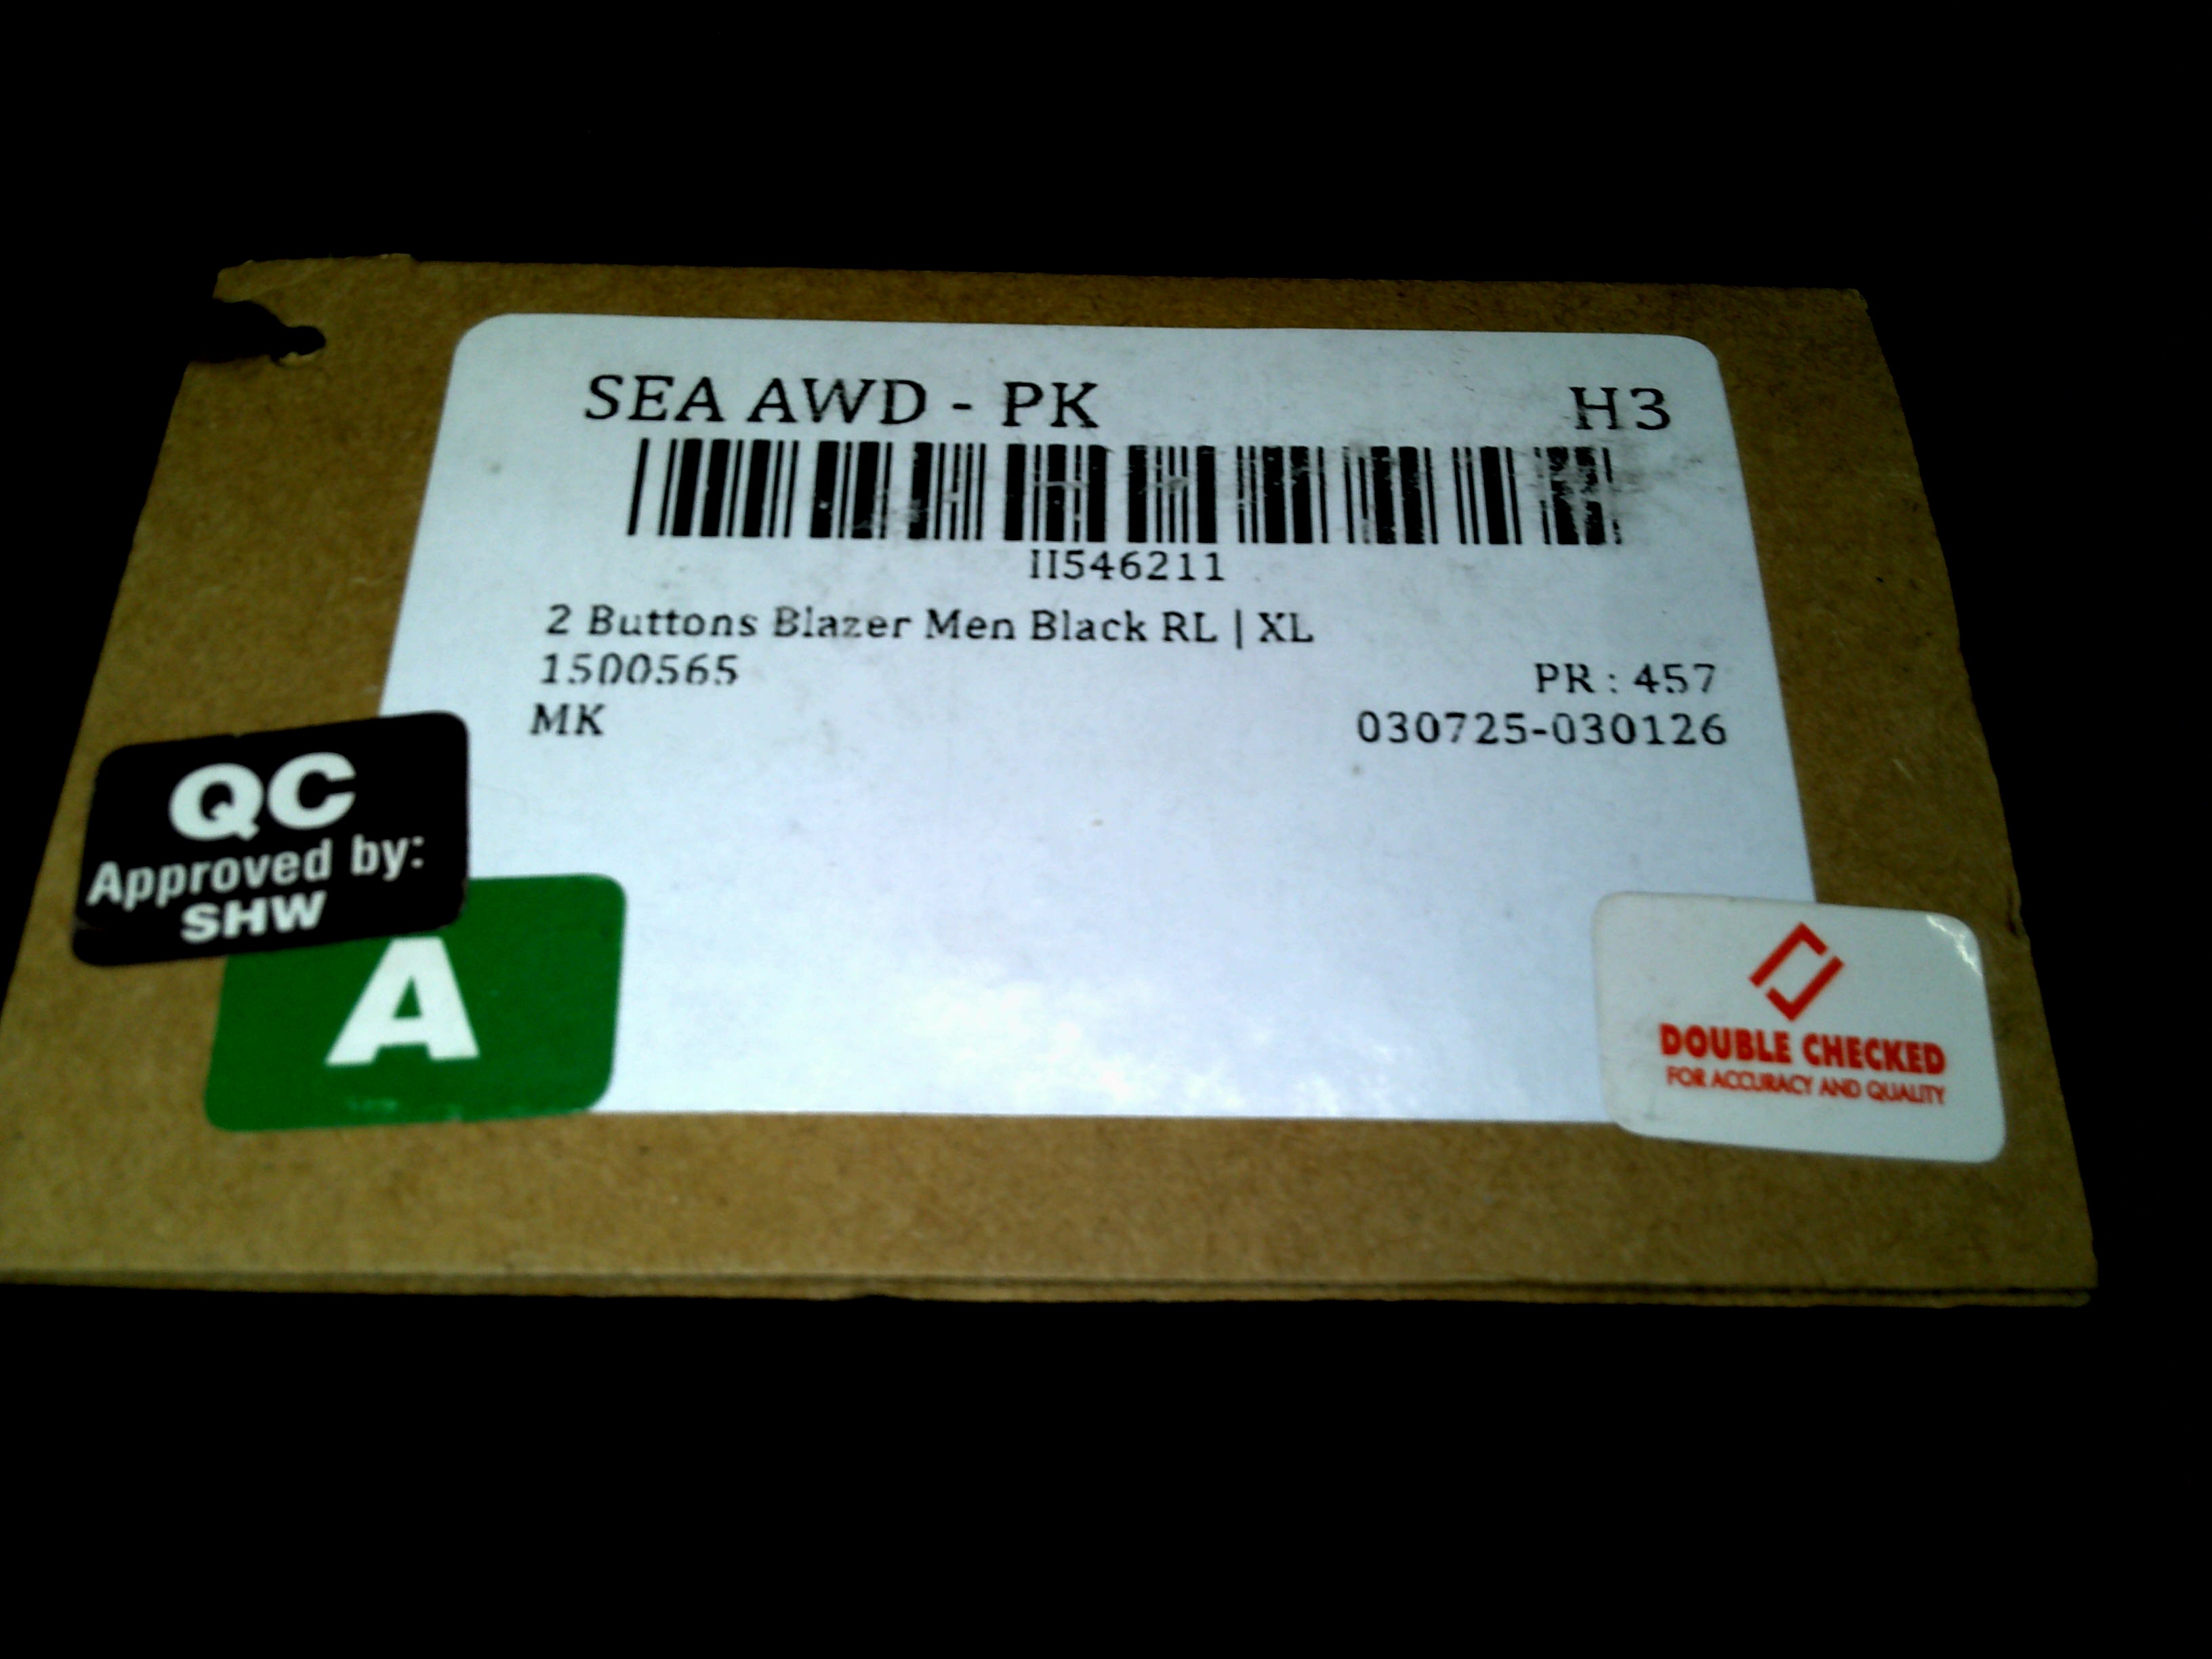 SEA AWD - PK H3
II546211
2 Buttons Blazer Men Black RL | XL
1500565 PR : 457
MK 030725-030126
QC
Approved by:
SHW
A
DOUBLE CHECKED
FOR ACCURACY AND QUALITY